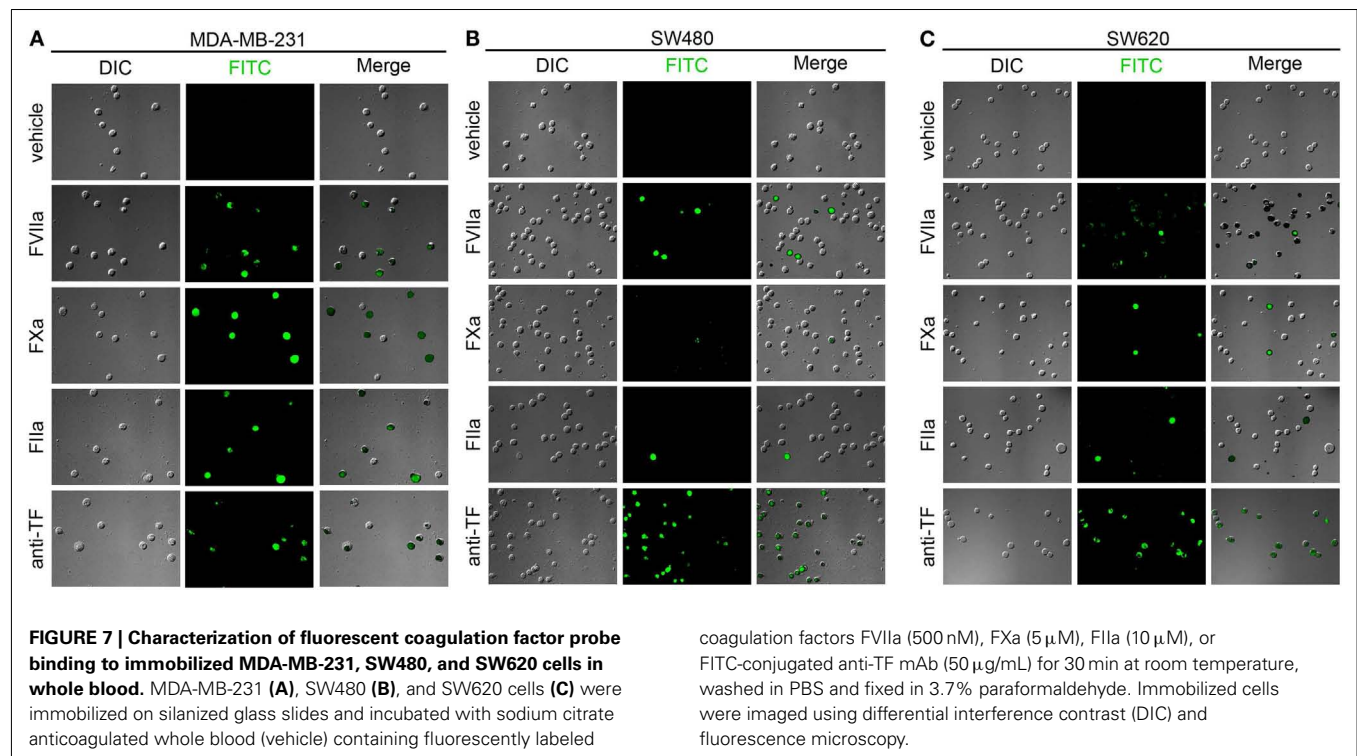 A
MDA-MB-231
DIC FITC Merge
vehicle
FVIIa
FXa
FIIa
anti-TF
B
SW480
DIC FITC Merge
vehicle
FVIIa
FXa
FIIa
anti-TF
C
SW620
DIC FITC Merge
vehicle
FVIIa
FXa
FIIa
anti-TF
FIGURE 7 | Characterization of fluorescent coagulation factor probe
binding to immobilized MDA-MB-231, SW480, and SW620 cells in
whole blood. MDA-MB-231 (A), SW480 (B), and SW620 cells (C) were
immobilized on silanized glass slides and incubated with sodium citrate
anticoagulated whole blood (vehicle) containing fluorescently labeled
coagulation factors FVIIa (500 nM), FXa (5 μM), FIIa (10 μM), or
FITC-conjugated anti-TF mAb (50 μg/mL) for 30 min at room temperature,
washed in PBS and fixed in 3.7% paraformaldehyde. Immobilized cells
were imaged using differential interference contrast (DIC) and
fluorescence microscopy.